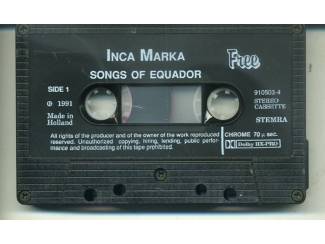 INCA MARKA
Free
SONGS OF EQUADOR
SIDE 1
910503-4
STEREO
CASSETTE
℗ 1991
Made in
Holland
STEMRA
All rights of the producer and of the owner of the work reproduced
reserved. Unauthorized copying, hiring, lending, public perfor-
mance and broadcasting of this tape prohibited.
CHROME 70 µ sec.
Dolby HX-PRO